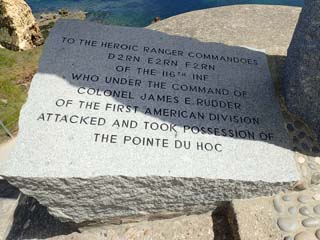 TO THE HEROIC RANGER COMMANDOES
D2RN E2RN F2RN
OF THE 116TH INF
WHO UNDER THE COMMAND OF
COLONEL JAMES E. RUDDER
OF THE FIRST AMERICAN DIVISION
ATTACKED AND TOOK POSSESSION OF
THE POINTE DU HOC